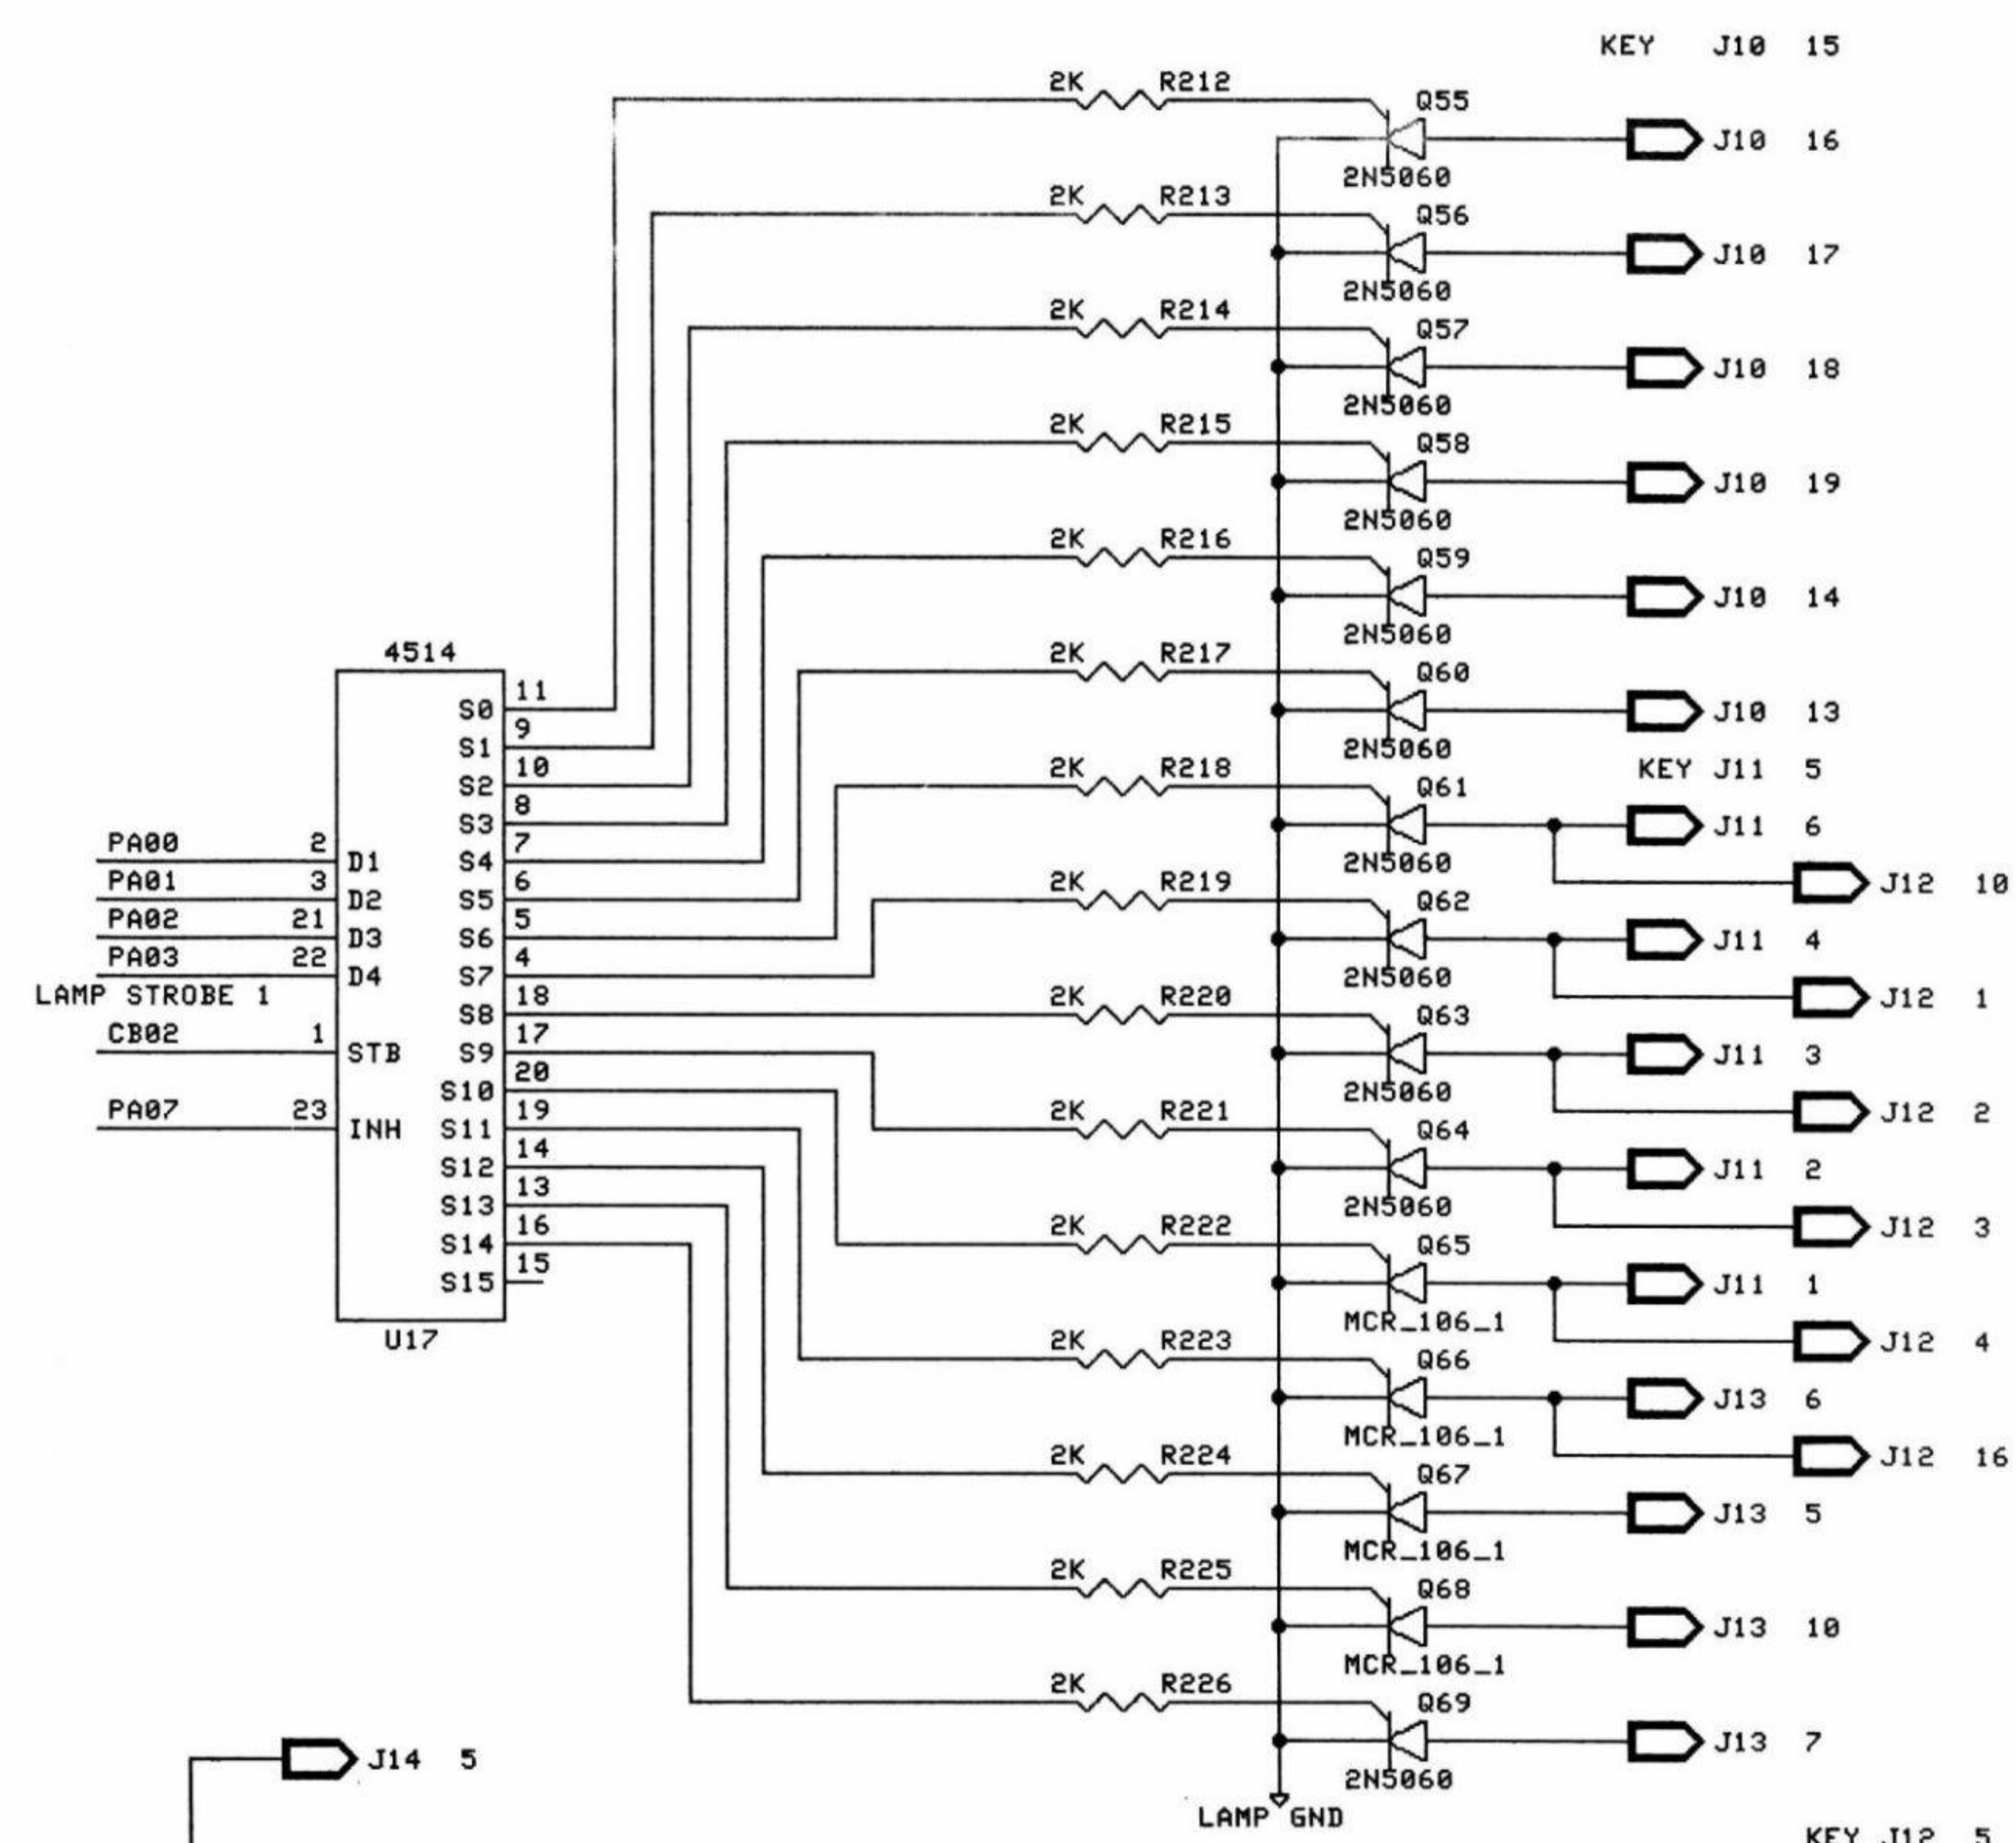 KEY J10 15
2K R212 Q55
J10 16
2N5060
2K R213 Q56
J10 17
2N5060
2K R214 Q57
J10 18
2N5060
2K R215 Q58
J10 19
2N5060
2K R216 Q59
J10 14
2N5060
4514
2K R217 Q60
S0 11
J10 13
S1 9
2N5060
S2 10
2K R218 KEY J11 5
Q61
S3 8
J11 6
PA00 2 D1
S4 7
2N5060
J12 10
PA01 3 D2
S5 6
2K R219 Q62
PA02 21 D3
S6 5
J11 4
PA03 22 D4
S7 4
2N5060
LAMP STROBE 1
J12 1
S8 18
2K R220 Q63
CB02 1 STB
S9 17
J11 3
S10 20
2N5060
PA07 23 INH
S11 19
2K R221 Q64
J12 2
S12 14
J11 2
S13 13
2N5060
J12 3
S14 16
2K R222 Q65
S15 15
J11 1
U17
MCR_106_1
J12 4
2K R223 Q66
J13 6
MCR_106_1
J12 16
2K R224 Q67
J13 5
MCR_106_1
2K R225 Q68
J13 10
MCR_106_1
2K R226 Q69
J13 7
J14 5
2N5060
LAMP GND
KEY J12 5